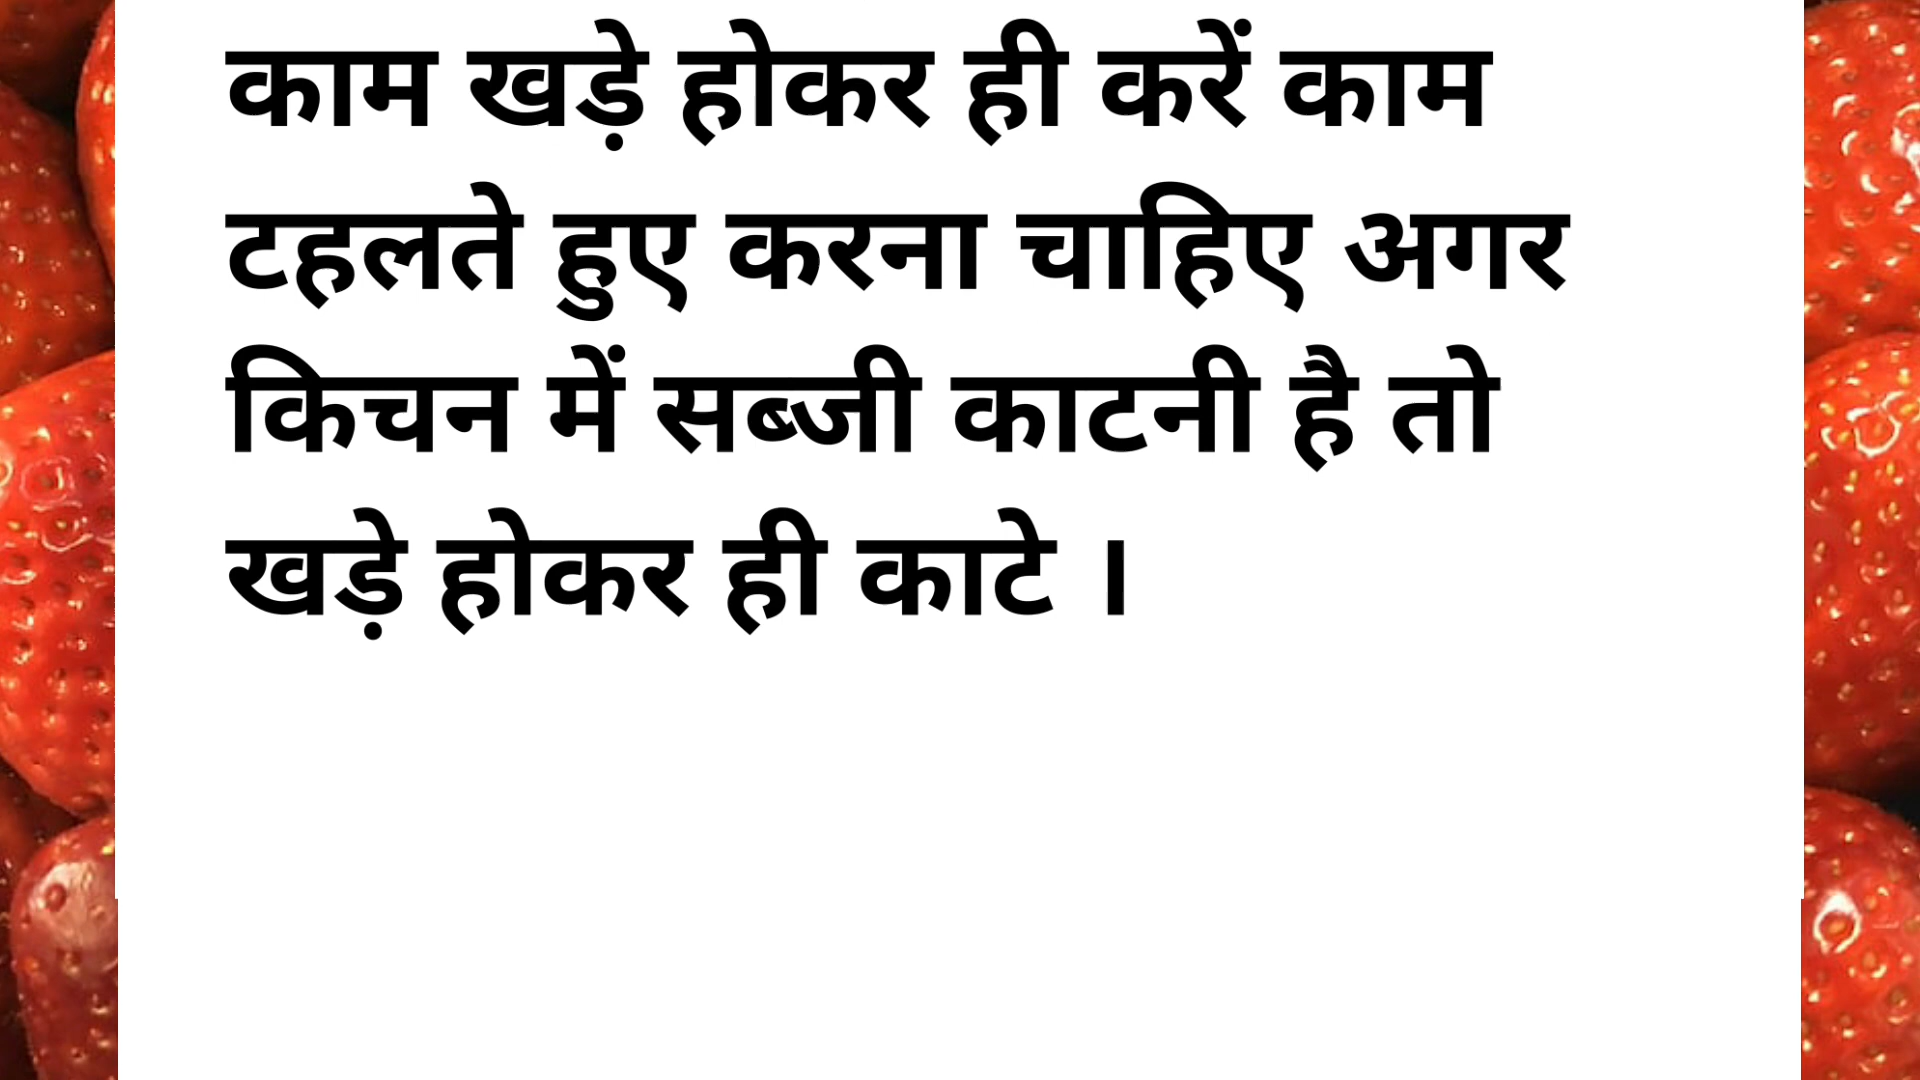 काम खड़े होकर ही करें काम
टहलते हुए करना चाहिए अगर
किचन में सब्जी काटनी है तो
खड़े होकर ही काटे ।